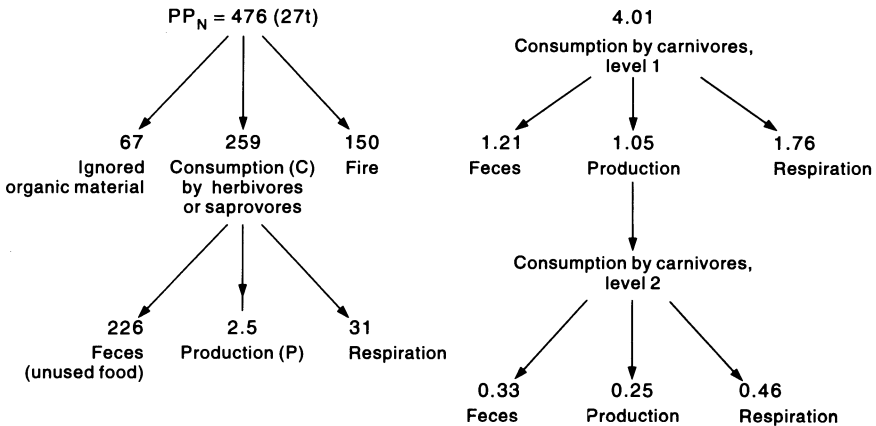 PP_N = 476 (27t)
67
Ignored
organic material
259
Consumption (C)
by herbivores
or saprovores
150
Fire
226
Feces
(unused food)
2.5
Production (P)
31
Respiration
4.01
Consumption by carnivores,
level 1
1.21
Feces
1.05
Production
1.76
Respiration
Consumption by carnivores,
level 2
0.33
Feces
0.25
Production
0.46
Respiration